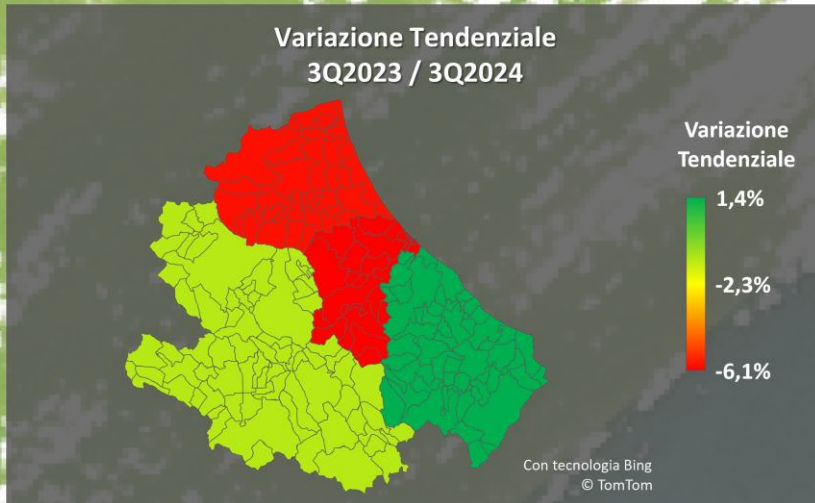 Variazione Tendenziale
3Q2023 / 3Q2024
Variazione
Tendenziale
1,4%
-2,3%
-6,1%
Con tecnologia Bing
© TomTom